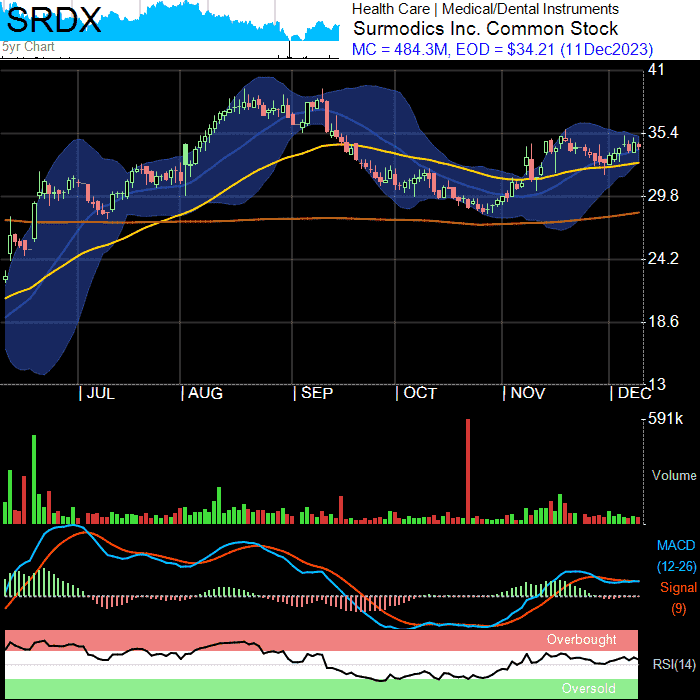 SRDX
5yr Chart
Health Care | Medical/Dental Instruments
Surmodics Inc. Common Stock
MC = 484.3M, EOD = $34.21 (11Dec2023)
41
35.4
29.8
24.2
18.6
13
| JUL | AUG | SEP | OCT | NOV | DEC
591k
Volume
MACD
(12-26)
Signal
(9)
Overbought
RSI(14)
Oversold